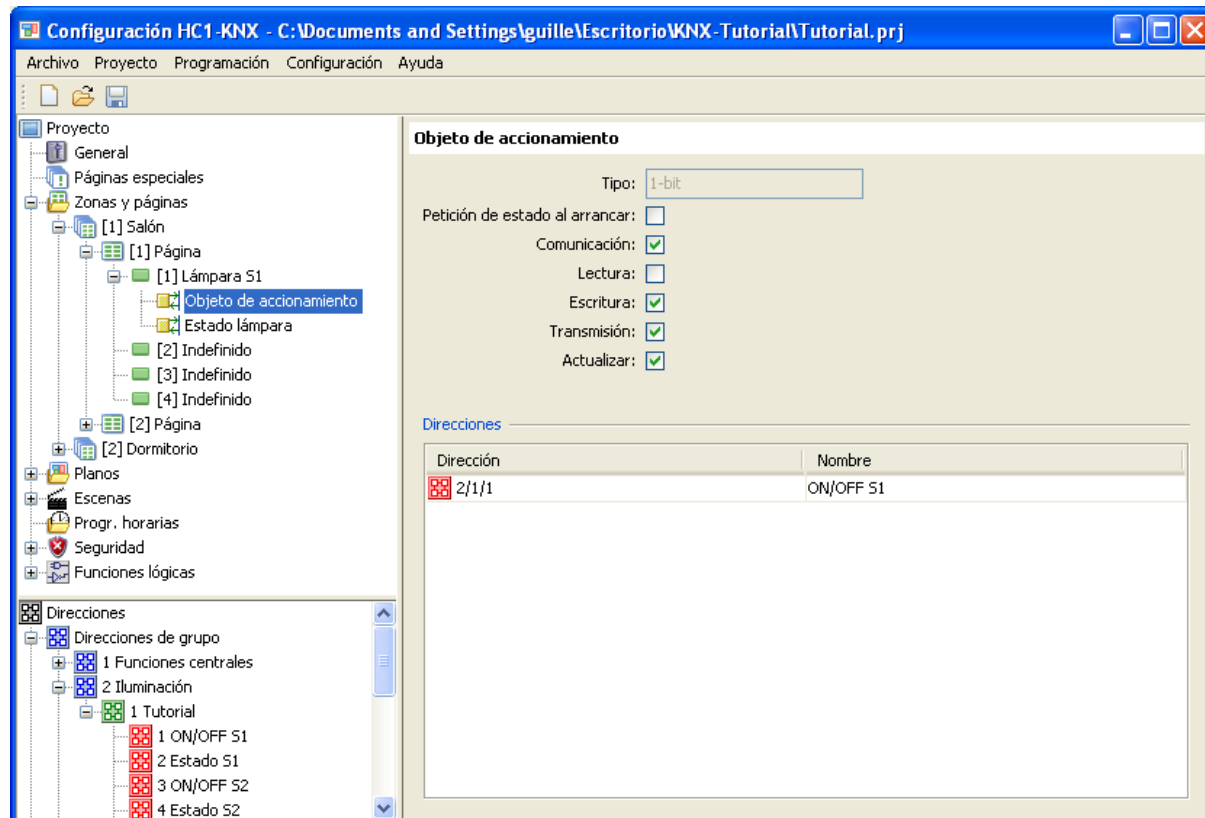 Configuración HC1-KNX - C:\Documents and Settings\guille\Escritorio\KNX-Tutorial\Tutorial.prj
Archivo Proyecto Programación Configuración Ayuda
Proyecto
General
Páginas especiales
Zonas y páginas
[1] Salón
[1] Página
[1] Lámpara S1
Objeto de accionamiento
Estado lámpara
[2] Indefinido
[3] Indefinido
[4] Indefinido
[2] Página
[2] Dormitorio
Planos
Escenas
Progr. horarias
Seguridad
Funciones lógicas
Direcciones
Direcciones de grupo
1 Funciones centrales
2 Iluminación
1 Tutorial
1 ON/OFF S1
2 Estado S1
3 ON/OFF S2
4 Estado S2
Objeto de accionamiento
Tipo: 1-bit
Petición de estado al arrancar:
Comunicación:
Lectura:
Escritura:
Transmisión:
Actualizar:
Direcciones
Dirección Nombre
2/1/1 ON/OFF S1